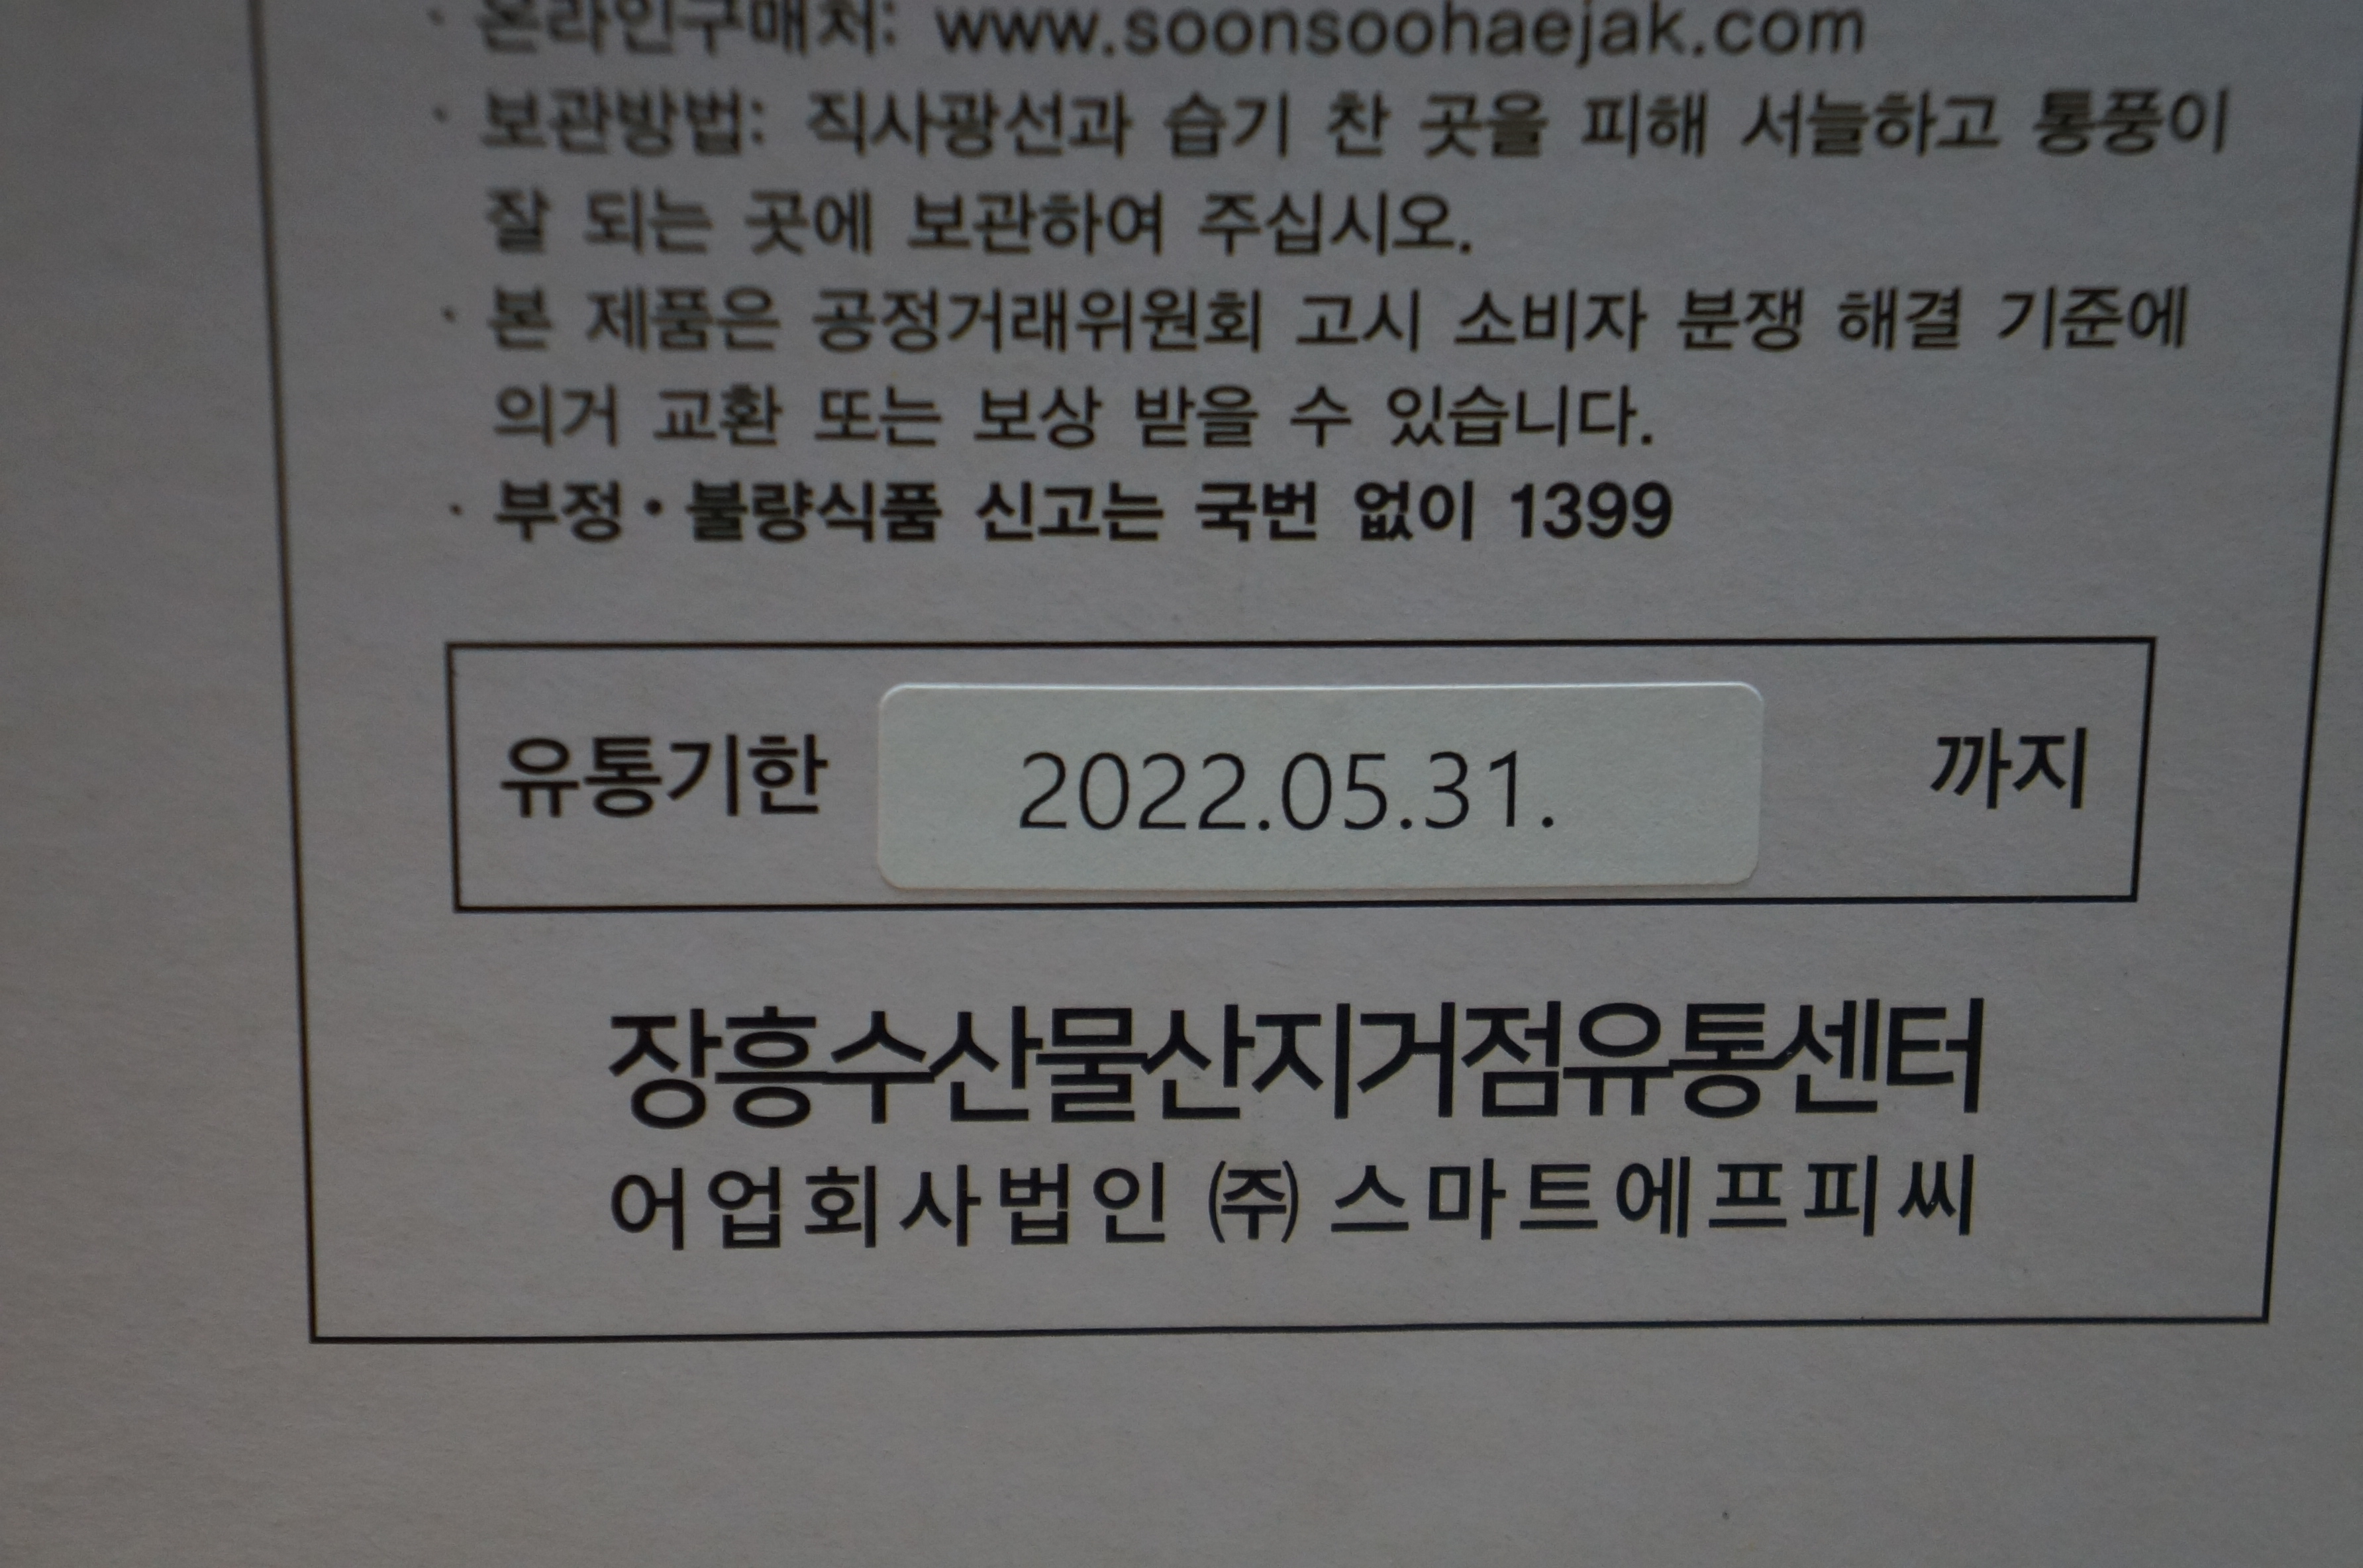 · 온라인구매처: www.soonsoohaejak.com
· 보관방법: 직사광선과 습기 찬 곳을 피해 서늘하고 통풍이
잘 되는 곳에 보관하여 주십시오.
· 본 제품은 공정거래위원회 고시 소비자 분쟁 해결 기준에
의거 교환 또는 보상 받을 수 있습니다.
· 부정·불량식품 신고는 국번 없이 1399
유통기한 2022.05.31. 까지
장흥수산물산지거점유통센터
어업회사법인 ㈜ 스마트에프피씨